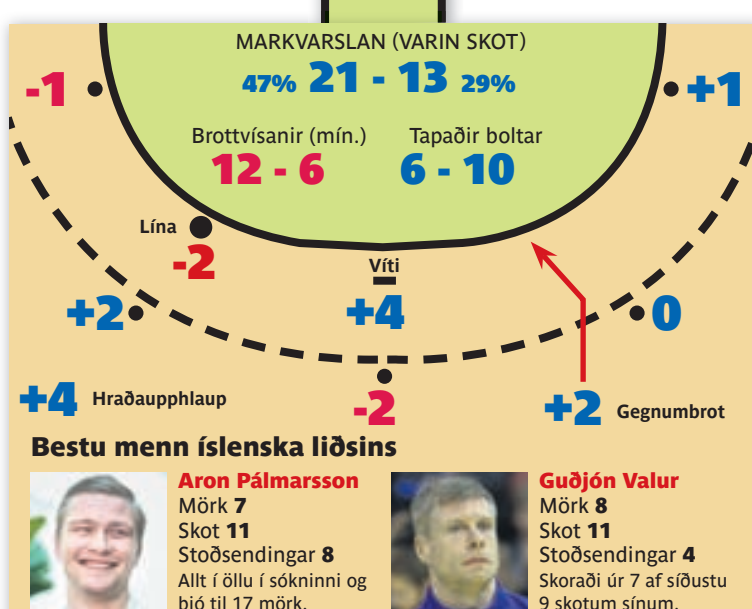 MARKVARSLAN (VARIN SKOT)
47% 21 - 13 29%
-1
+1
Brottvísanir (mín.) Tapaðir boltar
12 - 6 6 - 10
Lína
-2
Víti
+4
+2
0
+4 Hraðaupphlaup
-2
+2 Gegnumbrot
Bestu menn íslenska liðsins
Aron Pálmarsson
Mörk 7
Skot 11
Stoðsendingar 8
Allt í öllu í sókninni og
bjó til 17 mörk.
Guðjón Valur
Mörk 8
Skot 11
Stoðsendingar 4
Skoraði úr 7 af síðustu
9 skotum sínum.